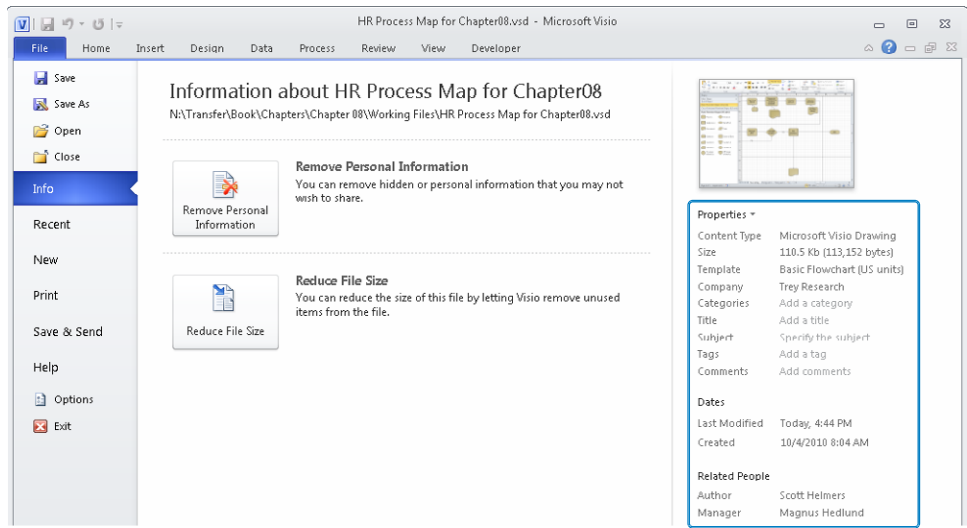 HR Process Map for Chapter08.vsd - Microsoft Visio
File Home Insert Design Data Process Review View Developer
Save
Save As
Open
Close
Info
Recent
New
Print
Save & Send
Help
Options
Exit
Information about HR Process Map for Chapter08
N:\Transfer\Book\Chapters\Chapter 08\Working Files\HR Process Map for Chapter08.vsd
Remove Personal
Information
Remove Personal Information
You can remove hidden or personal information that you may not
wish to share.
Reduce File Size
Reduce File Size
You can reduce the size of this file by letting Visio remove unused
items from the file.
Properties
Content Type Microsoft Visio Drawing
Size 110.5 Kb (113,152 bytes)
Template Basic Flowchart (US units)
Company Trey Research
Categories Add a category
Title Add a title
Subject Specify the subject
Tags Add a tag
Comments Add comments
Dates
Last Modified Today, 4:44 PM
Created 10/4/2010 8:04 AM
Related People
Author Scott Helmers
Manager Magnus Hedlund